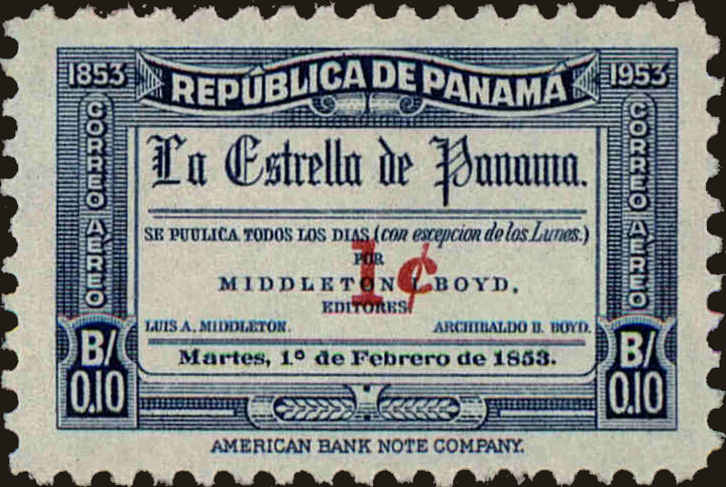 1853 REPÚBLICA DE PANAMÁ 1953
CORREO AÉREO
CORREO AÉREO
La Estrella de Panama.
SE PUULICA TODOS LOS DIAS (con escepcion de los Lunes.)
POR
1¢
MIDDLETON I BOYD,
EDITORES.
LUIS A. MIDDLETON. ARCHIBALDO B. BOYD.
Martes, 1.º de Febrero de 1853.
B/ 0.10
B/ 0.10
AMERICAN BANK NOTE COMPANY.